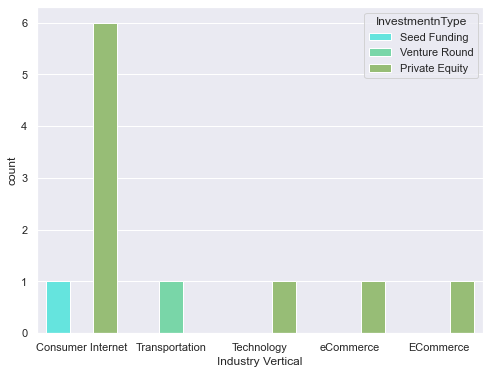 InvestmentnType
Seed Funding
Venture Round
Private Equity
6
5
4
3
2
1
0
count
Consumer Internet Transportation Technology eCommerce ECommerce
Industry Vertical